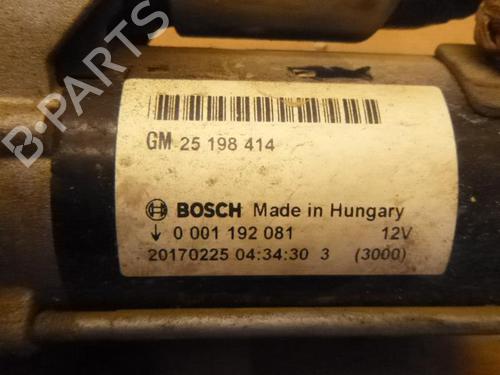 B-PARTS
GM 25 198 414
BOSCH Made in Hungary
↓ 0 001 192 081 12V
20170225 04:34:30 3 (3000)